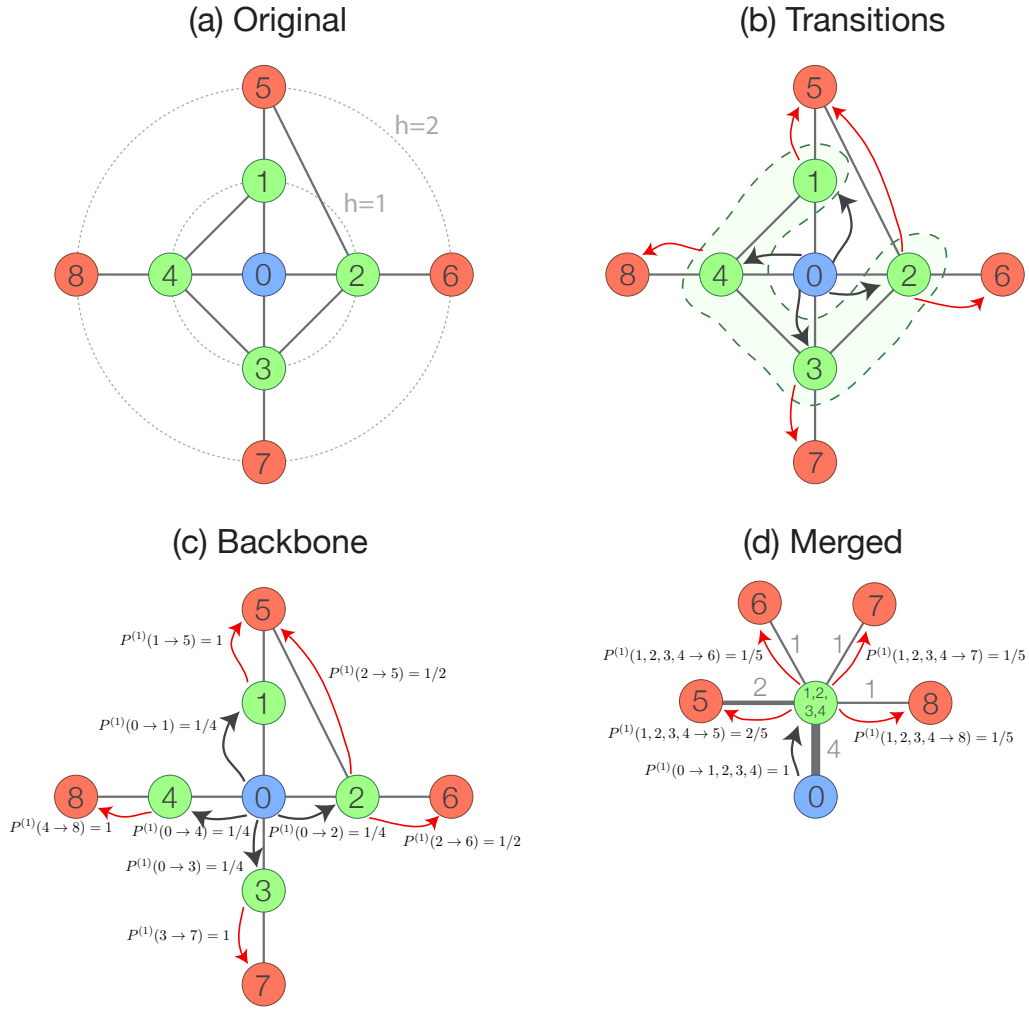 (a) Original
(b) Transitions
5
h=2
1
h=1
8
4
0
2
6
3
7
5
1
8
4
0
2
6
3
7
(c) Backbone
(d) Merged
5
P^{(1)}(1 → 5) = 1
P^{(1)}(2 → 5) = 1/2
1
P^{(1)}(0 → 1) = 1/4
8
4
0
2
6
P^{(1)}(4 → 8) = 1
P^{(1)}(0 → 4) = 1/4
P^{(1)}(0 → 2) = 1/4
P^{(1)}(2 → 6) = 1/2
P^{(1)}(0 → 3) = 1/4
3
P^{(1)}(3 → 7) = 1
7
6
7
1
1
P^{(1)}(1, 2, 3, 4 → 6) = 1/5
P^{(1)}(1, 2, 3, 4 → 7) = 1/5
5
2
1,2,
3,4
1
8
P^{(1)}(1, 2, 3, 4 → 5) = 2/5
P^{(1)}(1, 2, 3, 4 → 8) = 1/5
4
P^{(1)}(0 → 1, 2, 3, 4) = 1
0